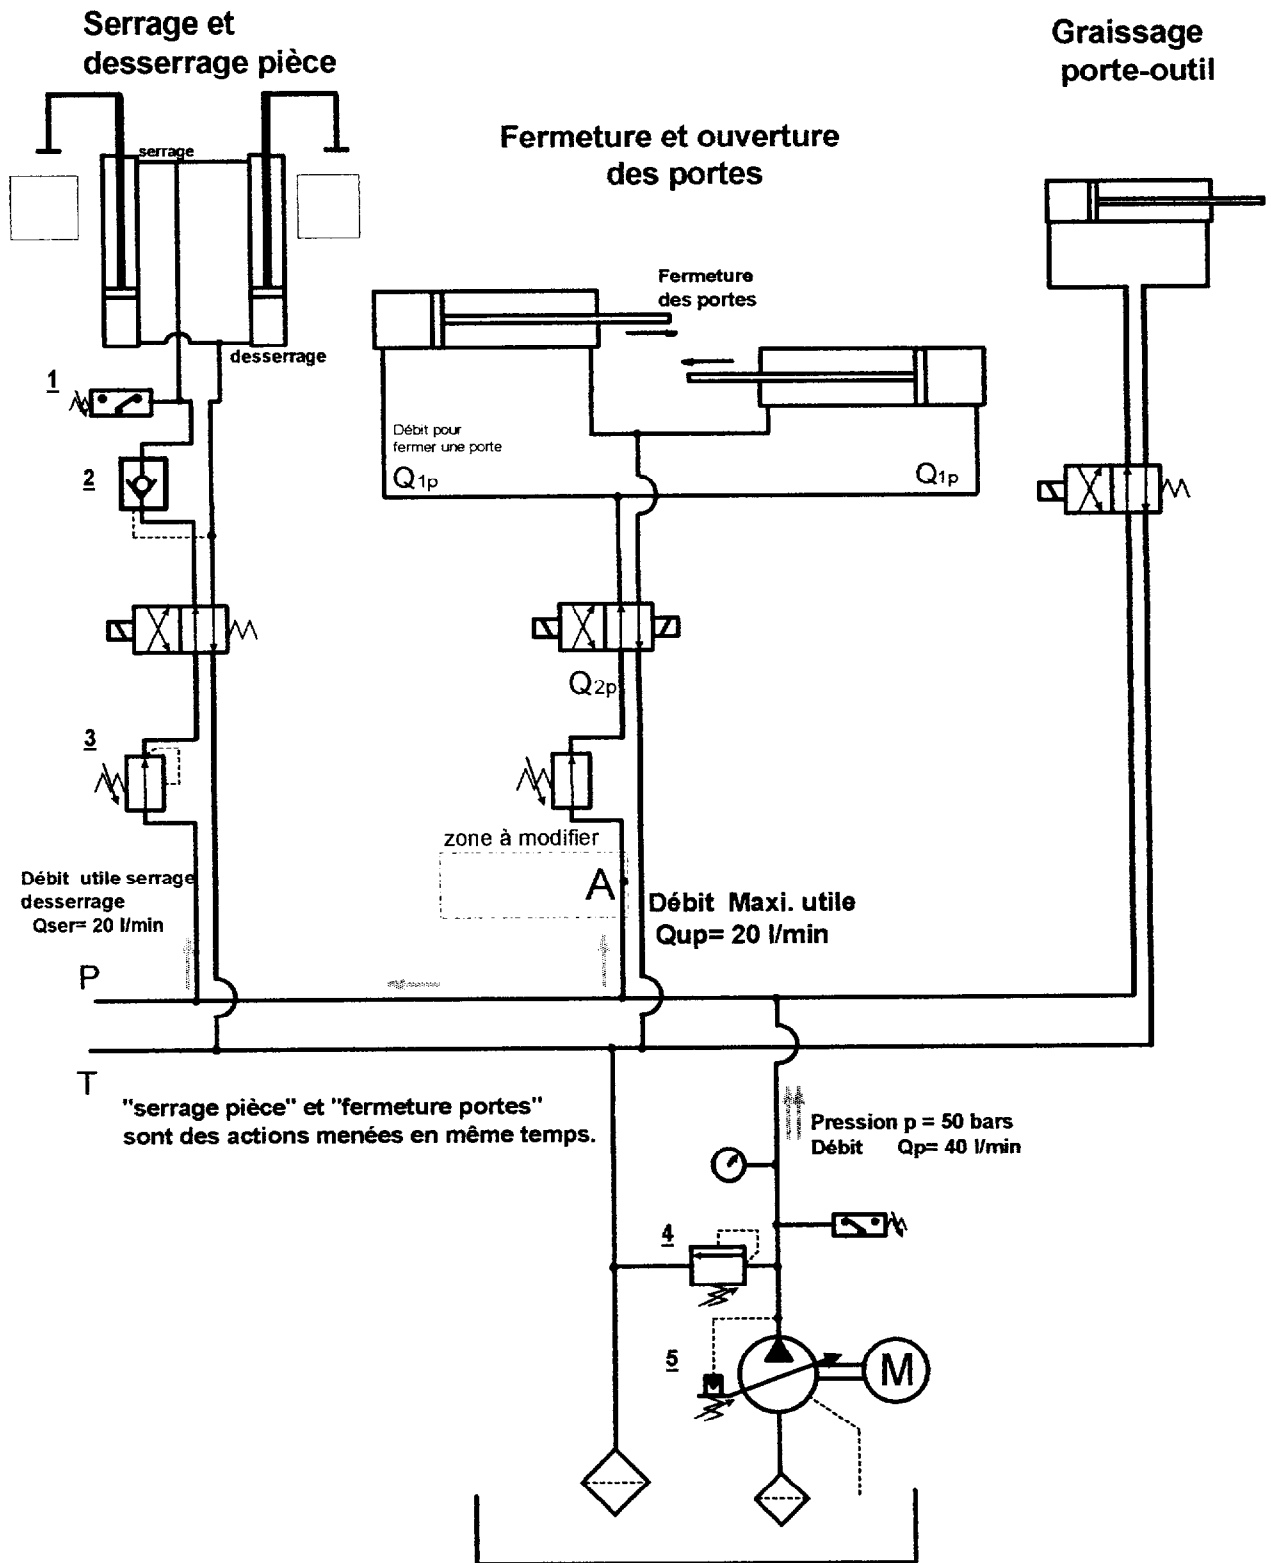 Serrage et
desserrage pièce
Graissage
porte-outil
Fermeture et ouverture
des portes
serrage
desserrage
Fermeture
des portes
1
Débit pour
fermer une porte
Q1p
Q1p
2
Q2p
3
zone à modifier
A
Débit utile serrage
desserrage
Qser= 20 l/min
Débit Maxi. utile
Qup= 20 l/min
P
T
"serrage pièce" et "fermeture portes"
sont des actions menées en même temps.
Pression p = 50 bars
Débit Qp= 40 l/min
4
5
M